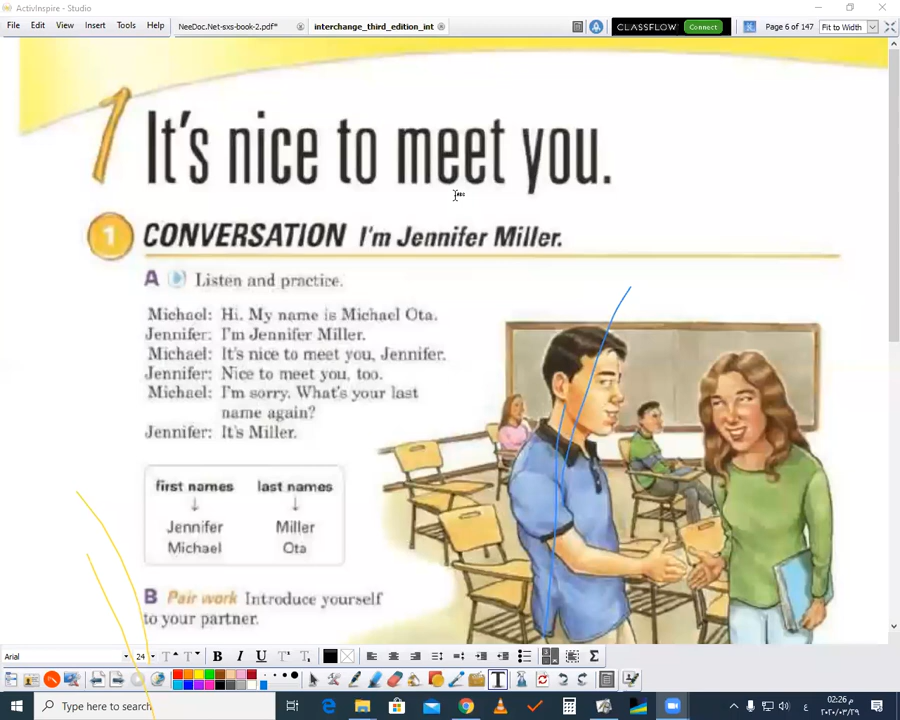 ActivInspire - Studio
File Edit View Insert Tools Help NeeDoc.Net-sxs-book-2.pdf* interchange_third_edition_int CLASSFLOW Connect Page 6 of 147 Fit to Width
1 It's nice to meet you.
1 CONVERSATION I'm Jennifer Miller.
A Listen and practice.
Michael: Hi. My name is Michael Ota.
Jennifer: I'm Jennifer Miller.
Michael: It's nice to meet you, Jennifer.
Jennifer: Nice to meet you, too.
Michael: I'm sorry. What's your last
name again?
Jennifer: It's Miller.
first names last names
Jennifer Miller
Michael Ota
B Pair work Introduce yourself
to your partner.
Arial 24 B I U
Type here to search ع 02:26 م
٢٠٢٠/٠٣/٢٩